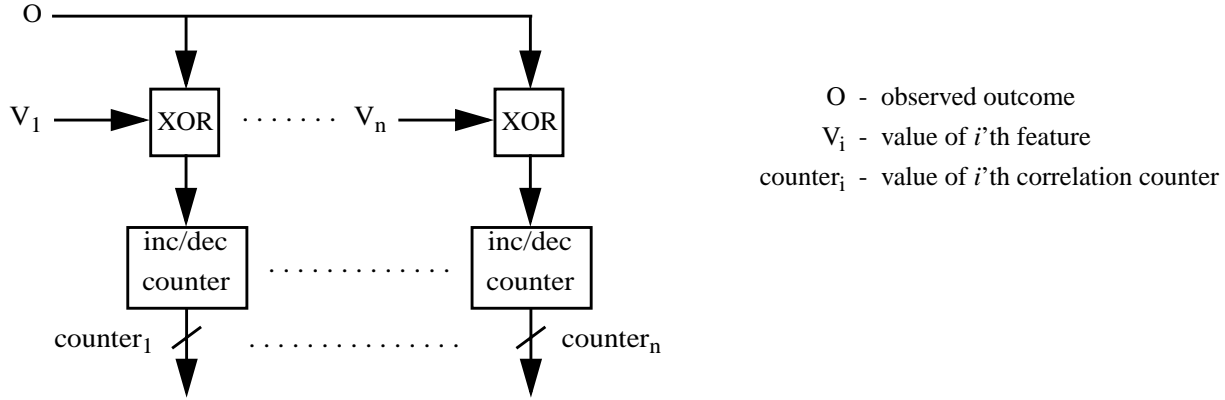 O
V1 XOR . . . . . . . Vn XOR
O - observed outcome
Vi - value of i’th feature
counteri - value of i’th correlation counter
inc/dec
counter
. . . . . . . . . . . . .
inc/dec
counter
counter1 . . . . . . . . . . . . . . . countern